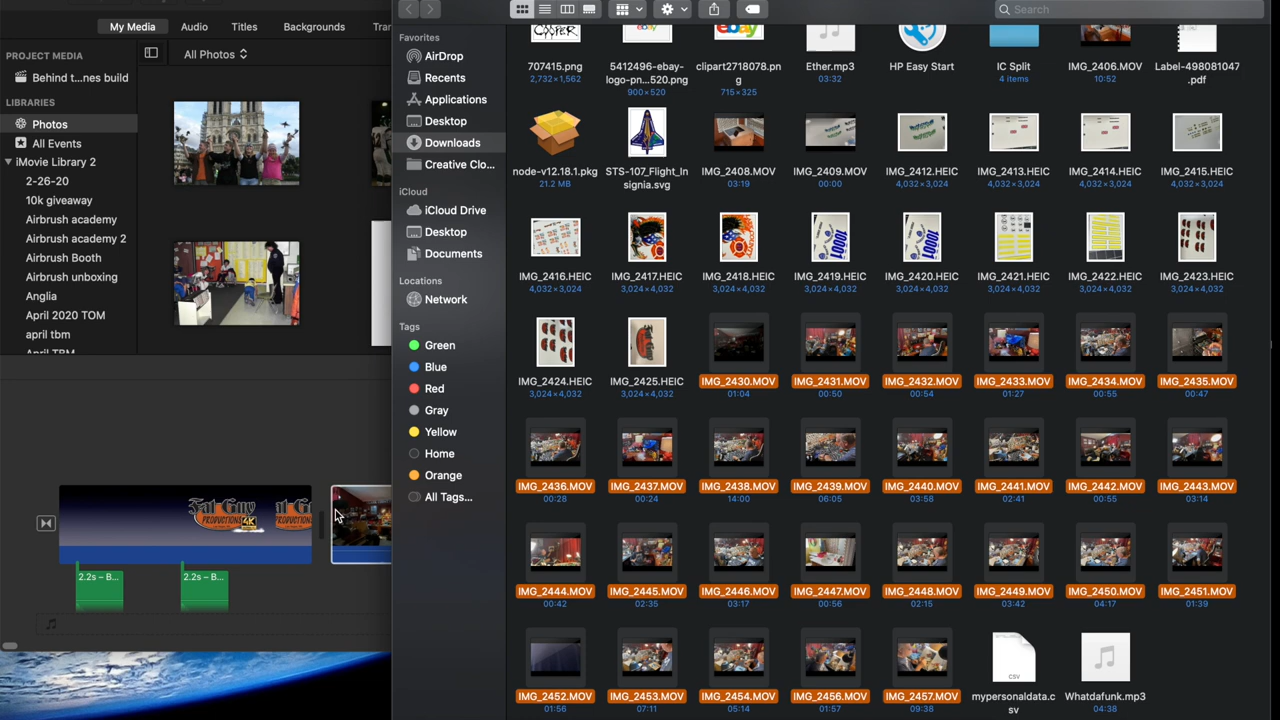 My Media
Audio
Titles
Backgrounds
PROJECT MEDIA
Behind t...nes build
All Photos
LIBRARIES
Photos
All Events
iMovie Library 2
2-26-20
10k giveaway
Airbrush academy
Airbrush academy 2
Airbrush Booth
Airbrush unboxing
Anglia
April 2020 TOM
april tbm
April TBM
Fat Guy
PRODUCTIONS
4K
2.2s – B...
2.2s – B...
Favorites
AirDrop
Recents
Applications
Desktop
Downloads
Creative Clo...
iCloud
iCloud Drive
Desktop
Documents
Locations
Network
Tags
Green
Blue
Red
Gray
Yellow
Home
Orange
All Tags...
Search
707415.png
2,732×1,562
5412496-ebay-
logo-pn...520.png
900×520
clipart2718078.pn
g
715×325
Ether.mp3
03:32
HP Easy Start
IC Split
4 items
IMG_2406.MOV
10:52
Label-498081047
.pdf
node-v12.18.1.pkg
21.2 MB
STS-107_Flight_In
signia.svg
IMG_2408.MOV
03:19
IMG_2409.MOV
00:00
IMG_2412.HEIC
4,032×3,024
IMG_2413.HEIC
4,032×3,024
IMG_2414.HEIC
4,032×3,024
IMG_2415.HEIC
4,032×3,024
IMG_2416.HEIC
4,032×3,024
IMG_2417.HEIC
3,024×4,032
IMG_2418.HEIC
3,024×4,032
IMG_2419.HEIC
3,024×4,032
IMG_2420.HEIC
3,024×4,032
IMG_2421.HEIC
3,024×4,032
IMG_2422.HEIC
3,024×4,032
IMG_2423.HEIC
3,024×4,032
IMG_2424.HEIC
3,024×4,032
IMG_2425.HEIC
3,024×4,032
IMG_2430.MOV
01:04
IMG_2431.MOV
00:50
IMG_2432.MOV
00:54
IMG_2433.MOV
01:27
IMG_2434.MOV
00:55
IMG_2435.MOV
00:47
IMG_2436.MOV
00:28
IMG_2437.MOV
00:24
IMG_2438.MOV
14:00
IMG_2439.MOV
06:05
IMG_2440.MOV
03:58
IMG_2441.MOV
02:41
IMG_2442.MOV
00:55
IMG_2443.MOV
03:14
IMG_2444.MOV
00:42
IMG_2445.MOV
02:35
IMG_2446.MOV
03:17
IMG_2447.MOV
00:56
IMG_2448.MOV
02:15
IMG_2449.MOV
03:42
IMG_2450.MOV
04:17
IMG_2451.MOV
01:39
IMG_2452.MOV
01:56
IMG_2453.MOV
07:11
IMG_2454.MOV
05:14
IMG_2456.MOV
01:57
IMG_2457.MOV
09:38
CSV
mypersonaldata.c
sv
Whatdafunk.mp3
04:38